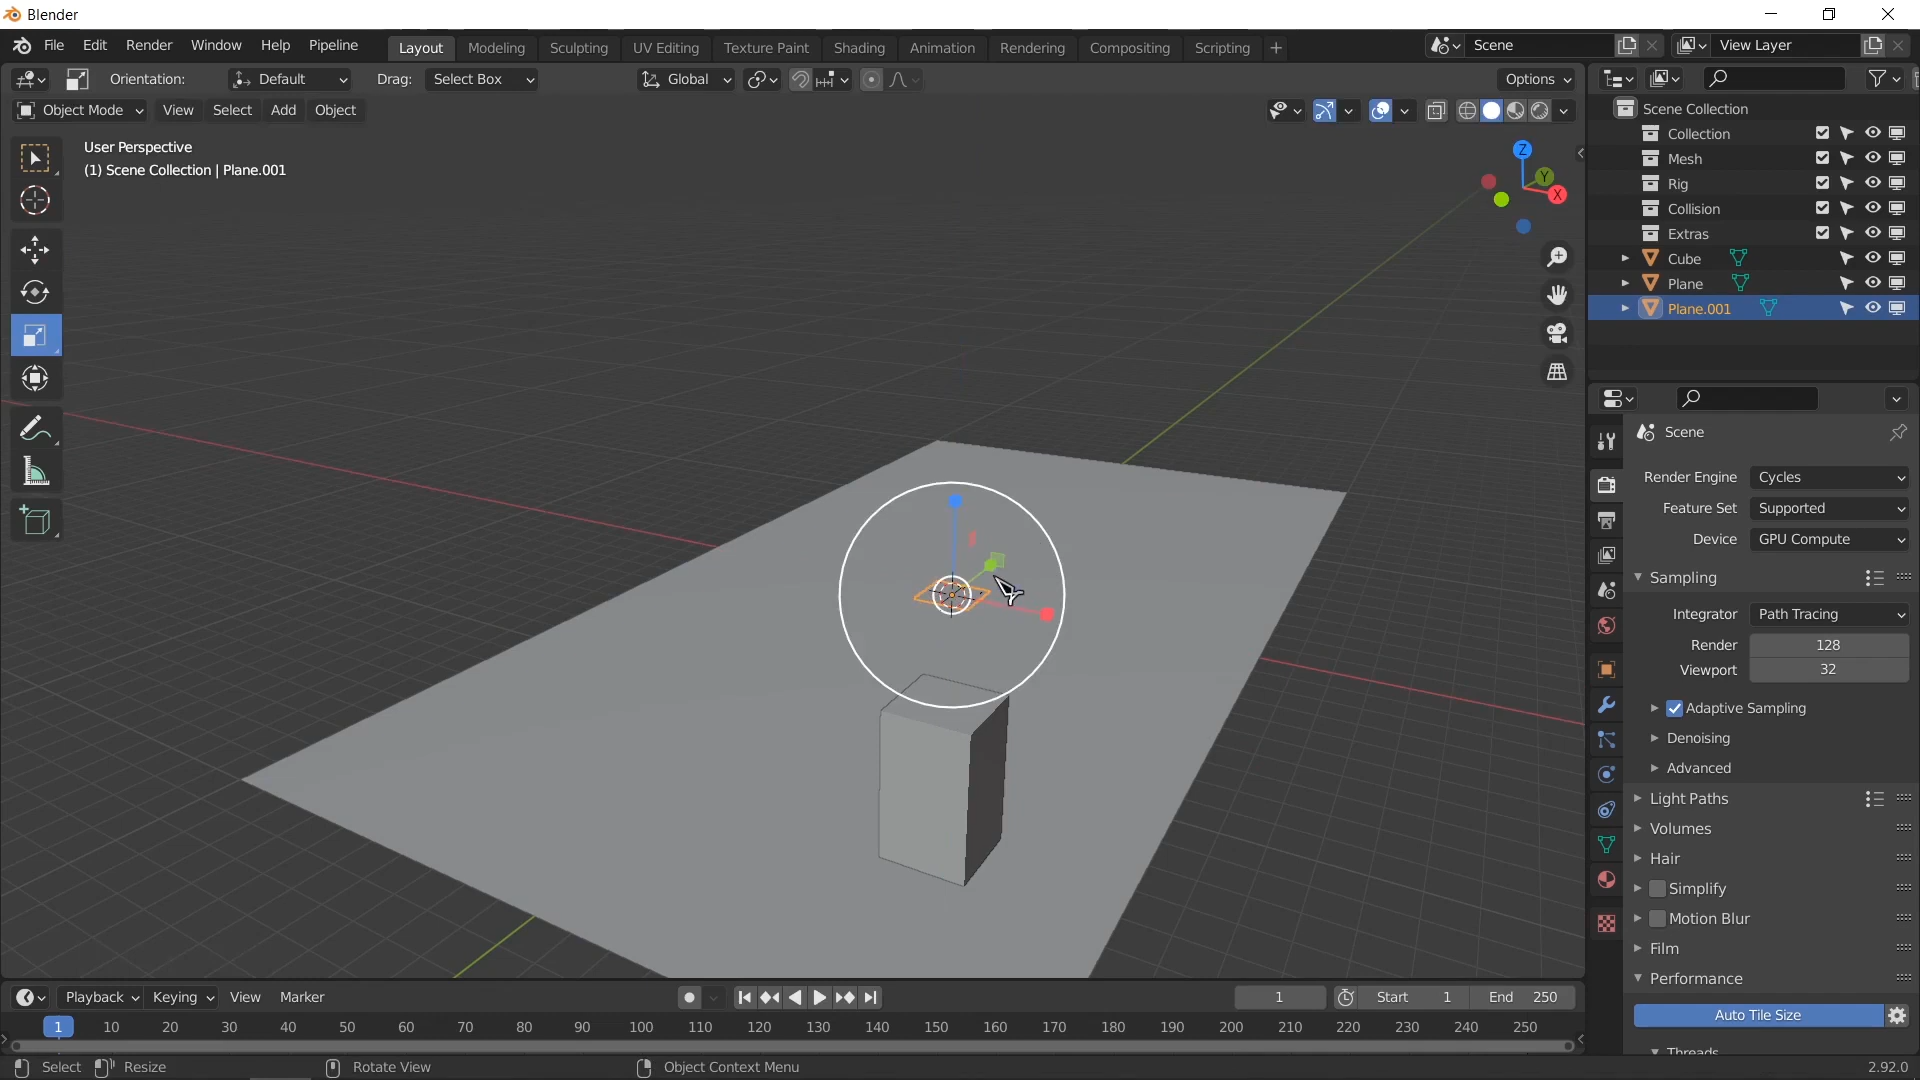 Blender
File Edit Render Window Help Pipeline Layout Modeling Sculpting UV Editing Texture Paint Shading Animation Rendering Compositing Scripting + Scene View Layer
Orientation: Default Drag: Select Box Global Options
Object Mode View Select Add Object
User Perspective
(1) Scene Collection | Plane.001
Z
Y
X
Scene Collection
Collection
Mesh
Rig
Collision
Extras
Cube
Plane
Plane.001
Scene
Render Engine Cycles
Feature Set Supported
Device GPU Compute
Sampling
Integrator Path Tracing
Render 128
Viewport 32
Adaptive Sampling
Denoising
Advanced
Light Paths
Volumes
Hair
Simplify
Motion Blur
Film
Performance
Auto Tile Size
Threads
Playback Keying View Marker 1 Start 1 End 250
1 10 20 30 40 50 60 70 80 90 100 110 120 130 140 150 160 170 180 190 200 210 220 230 240 250
Select Resize Rotate View Object Context Menu 2.92.0